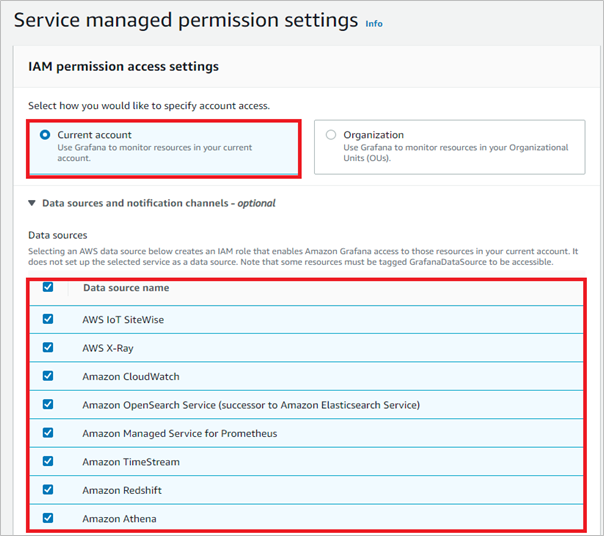 Service managed permission settings Info
IAM permission access settings
Select how you would like to specify account access.
Current account
Use Grafana to monitor resources in your current
account.
Organization
Use Grafana to monitor resources in your Organizational
Units (OUs).
Data sources and notification channels - optional
Data sources
Selecting an AWS data source below creates an IAM role that enables Amazon Grafana access to those resources in your current account. It
does not set up the selected service as a data source. Note that some resources must be tagged GrafanaDataSource to be accessible.
Data source name
AWS IoT SiteWise
AWS X-Ray
Amazon CloudWatch
Amazon OpenSearch Service (successor to Amazon Elasticsearch Service)
Amazon Managed Service for Prometheus
Amazon TimeStream
Amazon Redshift
Amazon Athena